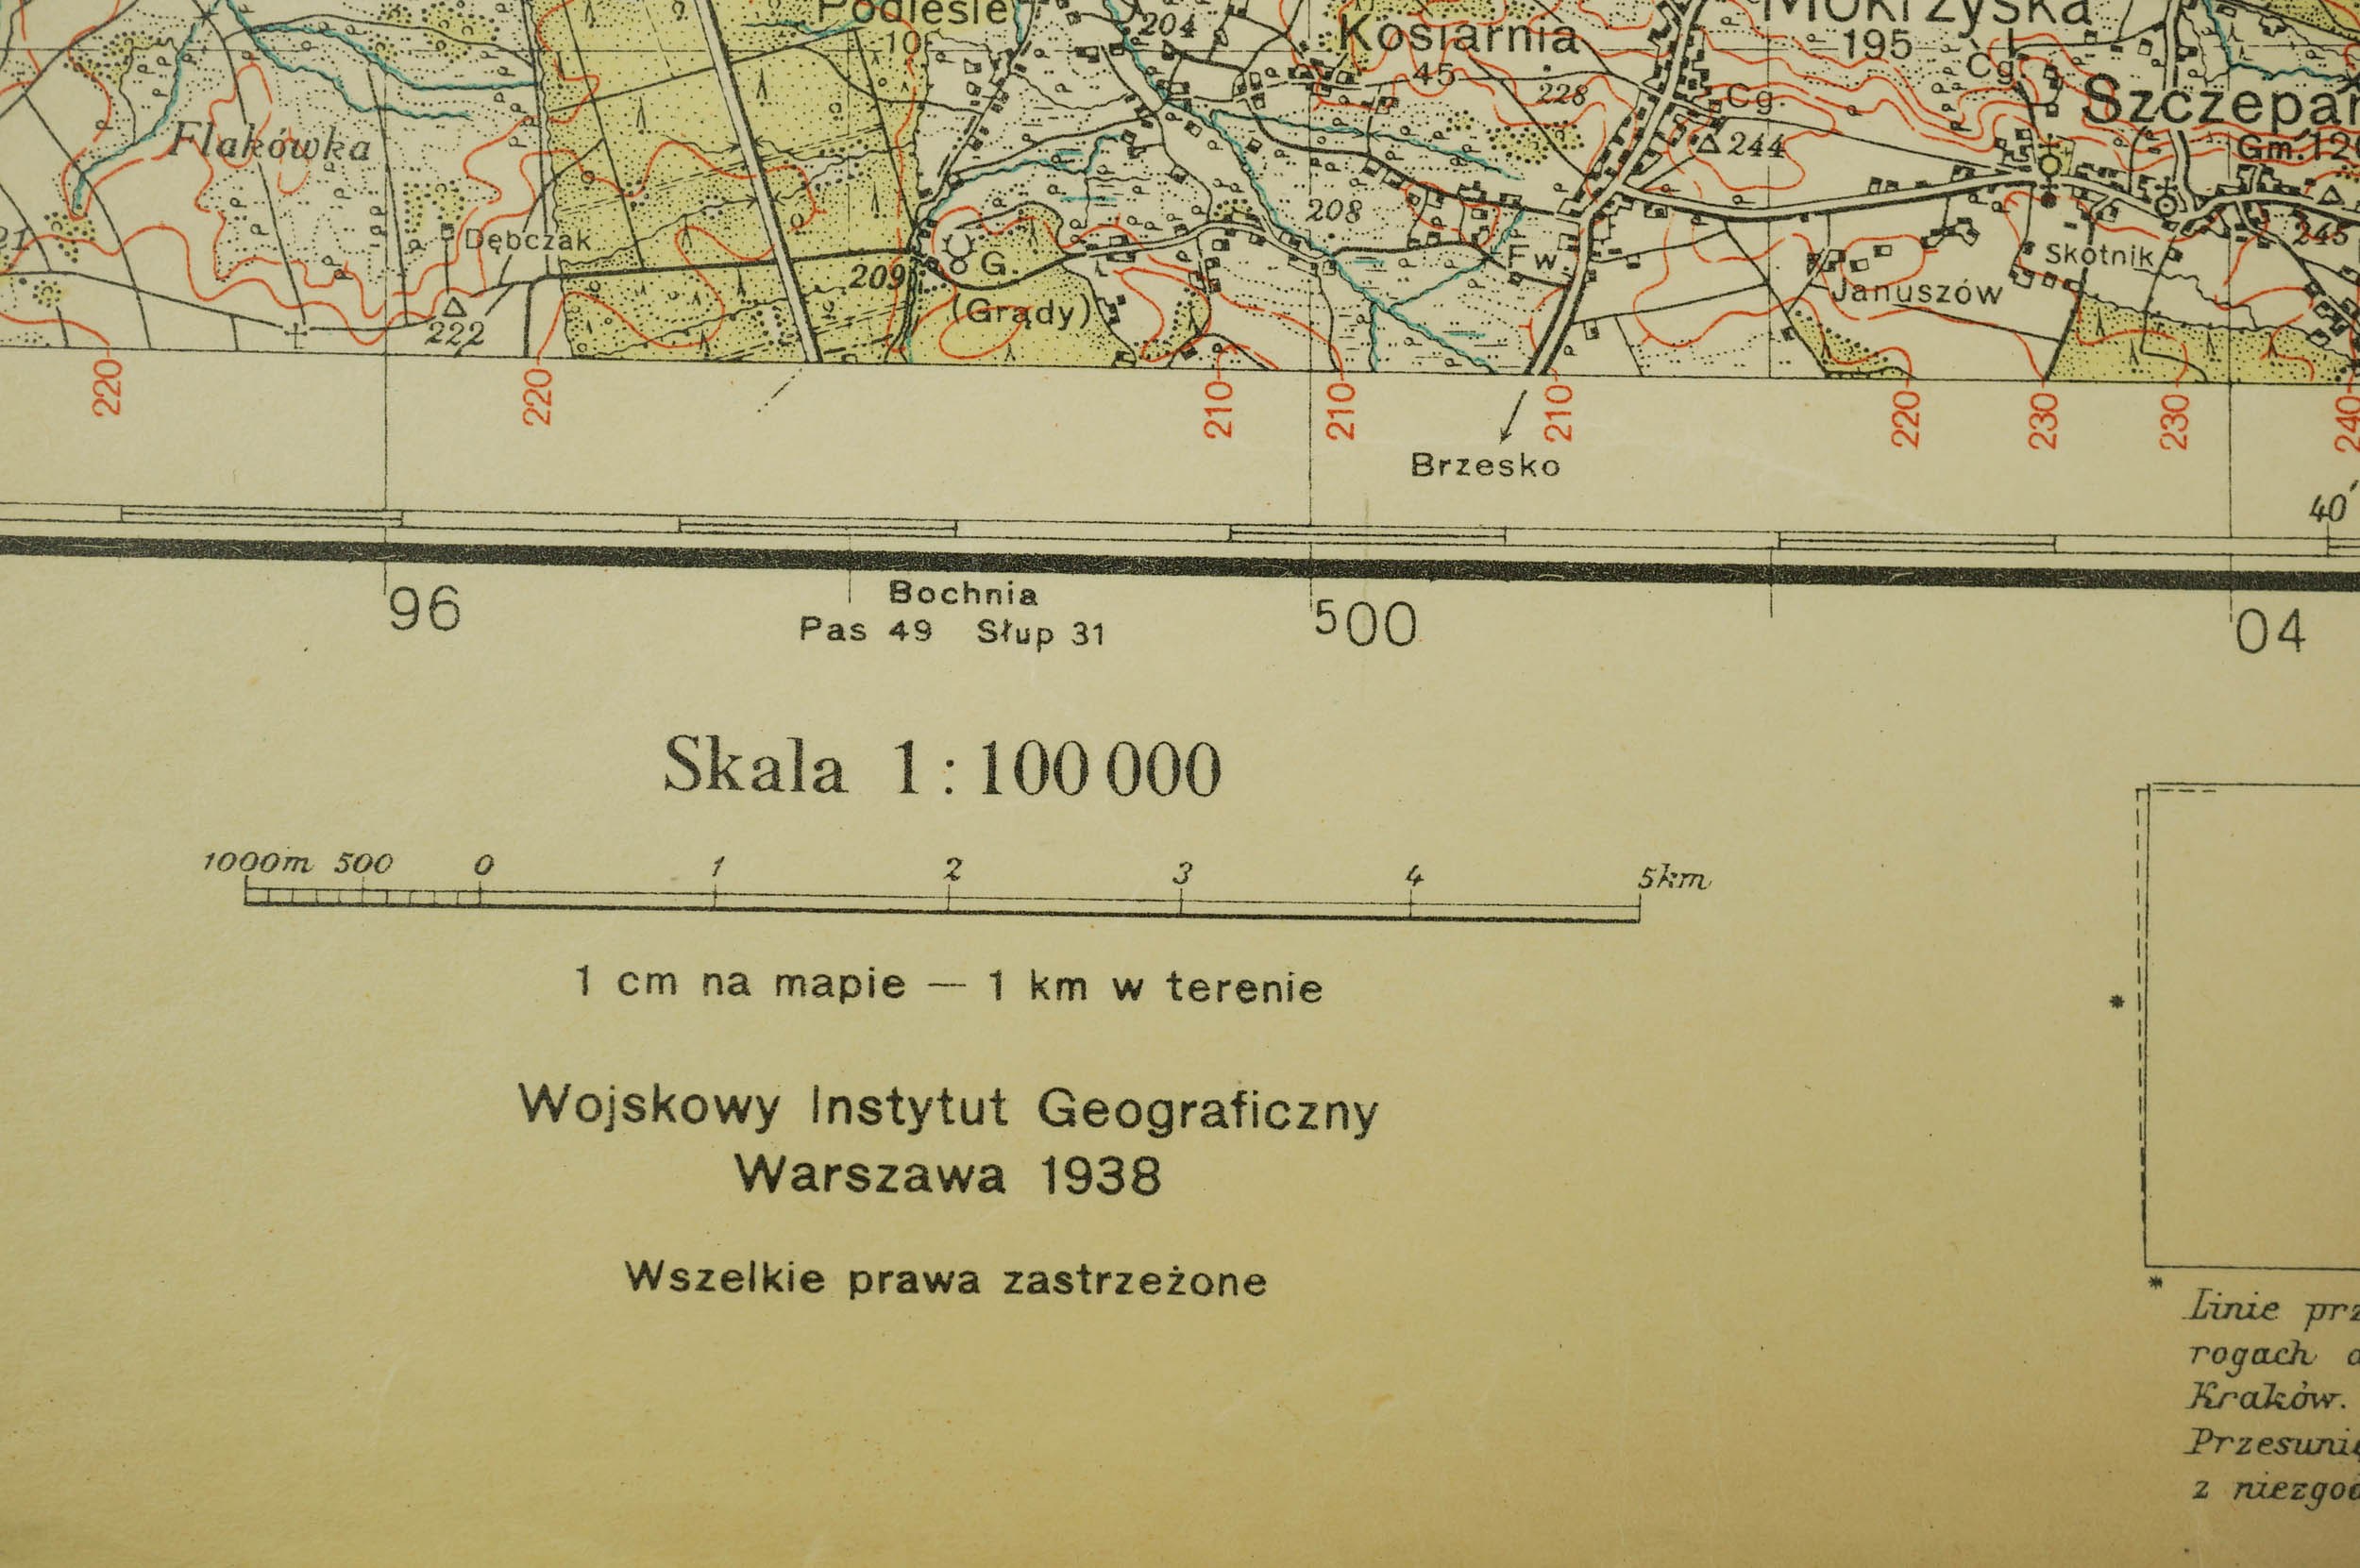 Podlesie
10
204
Kosiarnia
45
228
Mokrzyska
195
Cg.
Cg.
244
Gm.
Flakówka
Dębczak
222
209
G.
(Grądy)
208
Fw.
Januszów
Skotnik
245
220
220
210
210
210
220
230
230
240
Brzesko
40'
96
Bochnia
Pas 49 Słup 31
500
04
Skala 1:100 000
1000m 500 0 1 2 3 4 5km
1 cm na mapie — 1 km w terenie
Wojskowy Instytut Geograficzny
Warszawa 1938
Wszelkie prawa zastrzeżone
* Linie
rogach
Kraków.
z